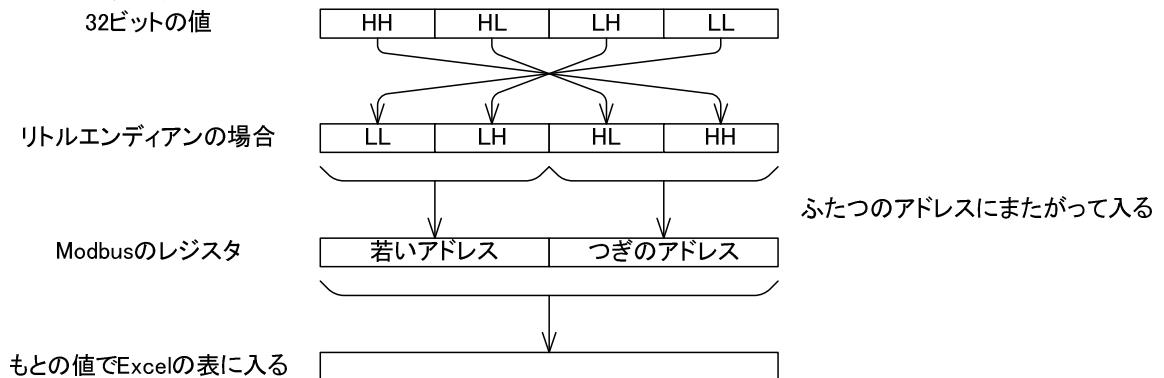 32ビットの値
HH HL LH LL
リトルエンディアンの場合
LL LH HL HH
ふたつのアドレスにまたがって入る
Modbusのレジスタ
若いアドレス つぎのアドレス
もとの値でExcelの表に入る